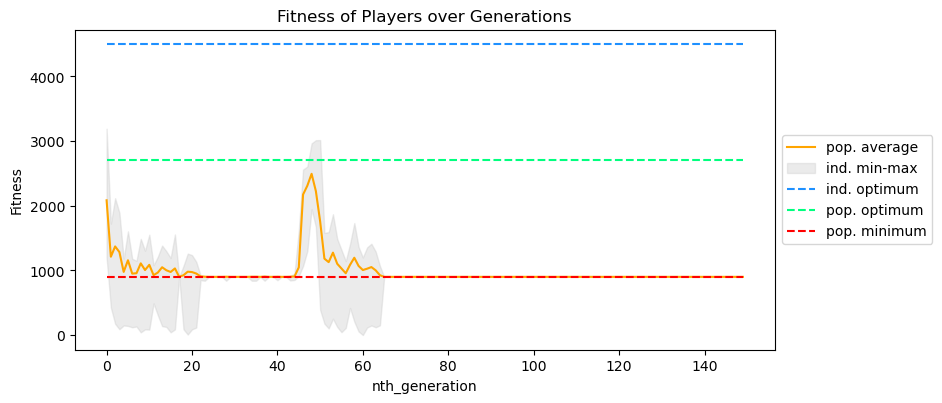 Fitness of Players over Generations
Fitness
4000
3000
2000
1000
0
0 20 40 60 80 100 120 140
nth_generation
pop. average
ind. min-max
ind. optimum
pop. optimum
pop. minimum